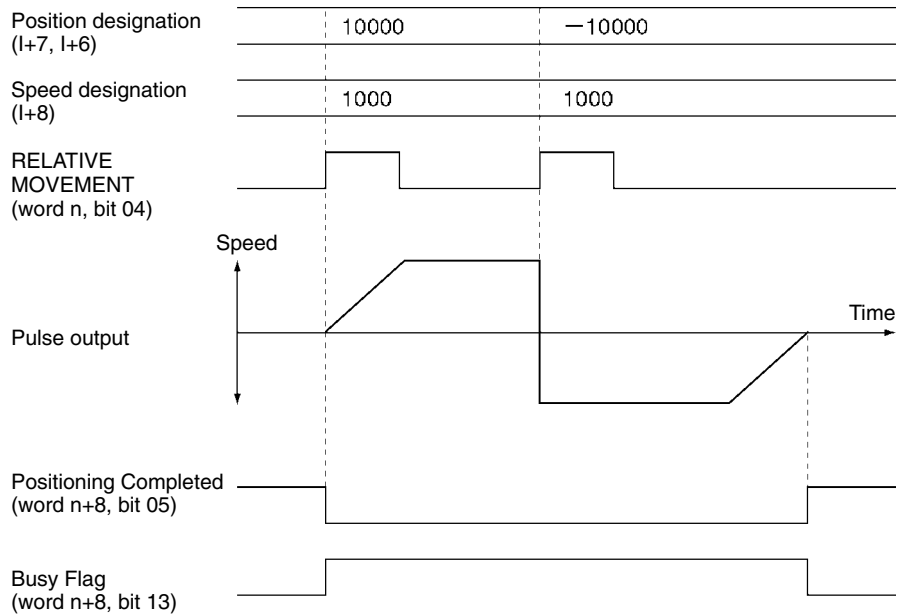 Position designation
(I+7, I+6)
10000
−10000
Speed designation
(I+8)
1000
1000
RELATIVE
MOVEMENT
(word n, bit 04)
Speed
Time
Pulse output
Positioning Completed
(word n+8, bit 05)
Busy Flag
(word n+8, bit 13)